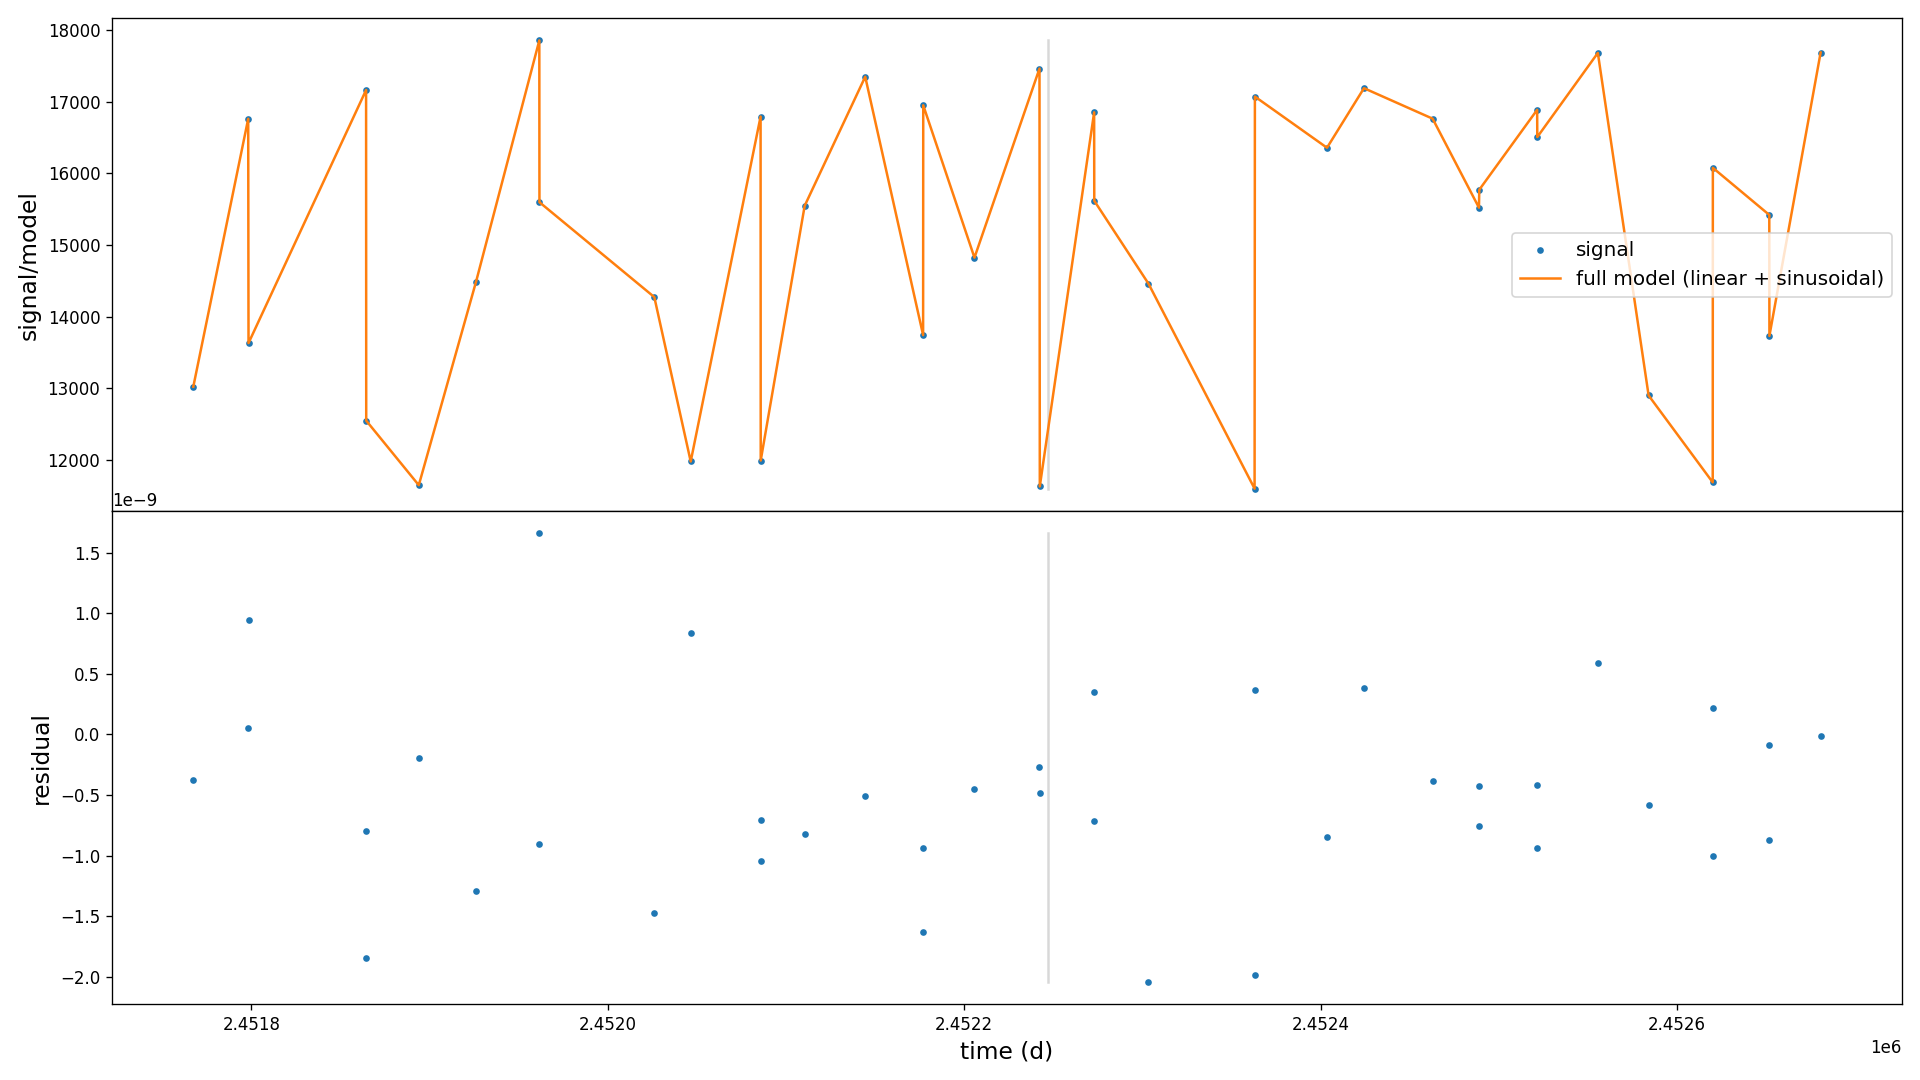 18000
17000
16000
15000
14000
13000
12000
signal/model
signal
full model (linear + sinusoidal)
1e−9
1.5
1.0
0.5
0.0
−0.5
−1.0
−1.5
−2.0
residual
2.4518
2.4520
2.4522
2.4524
2.4526
1e6
time (d)